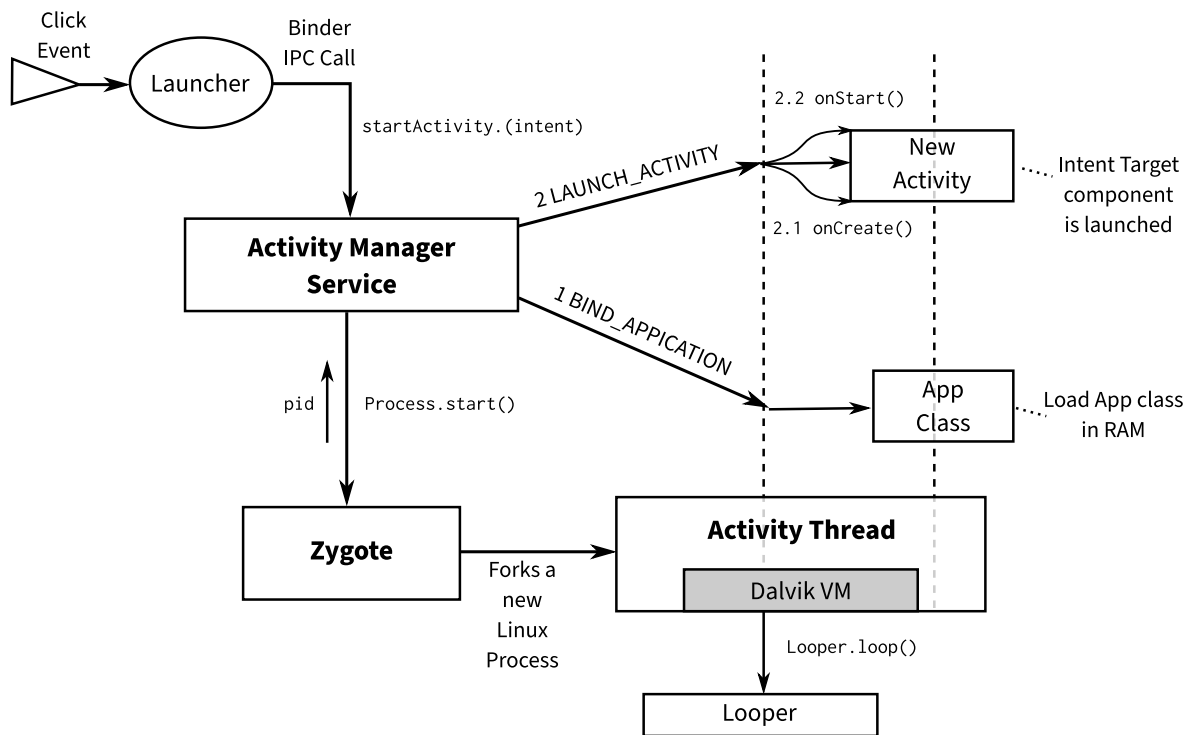 Click
Event
Launcher
Binder
IPC Call
startActivity.(intent)
2 LAUNCH_ACTIVITY
2.2 onStart()
New
Activity
2.1 onCreate()
Intent Target
component
is launched
Activity Manager
Service
1 BIND_APPICATION
App
Class
Load App class
in RAM
pid
Process.start()
Zygote
Forks a
new
Linux
Process
Activity Thread
Dalvik VM
Looper.loop()
Looper